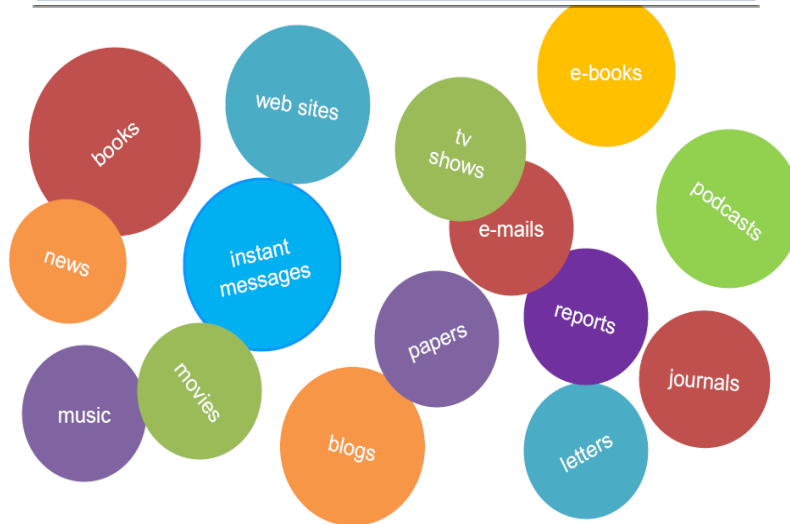 e-books
web sites
books
tv
shows
podcasts
e-mails
news
instant
messages
reports
papers
journals
movies
music
blogs
letters